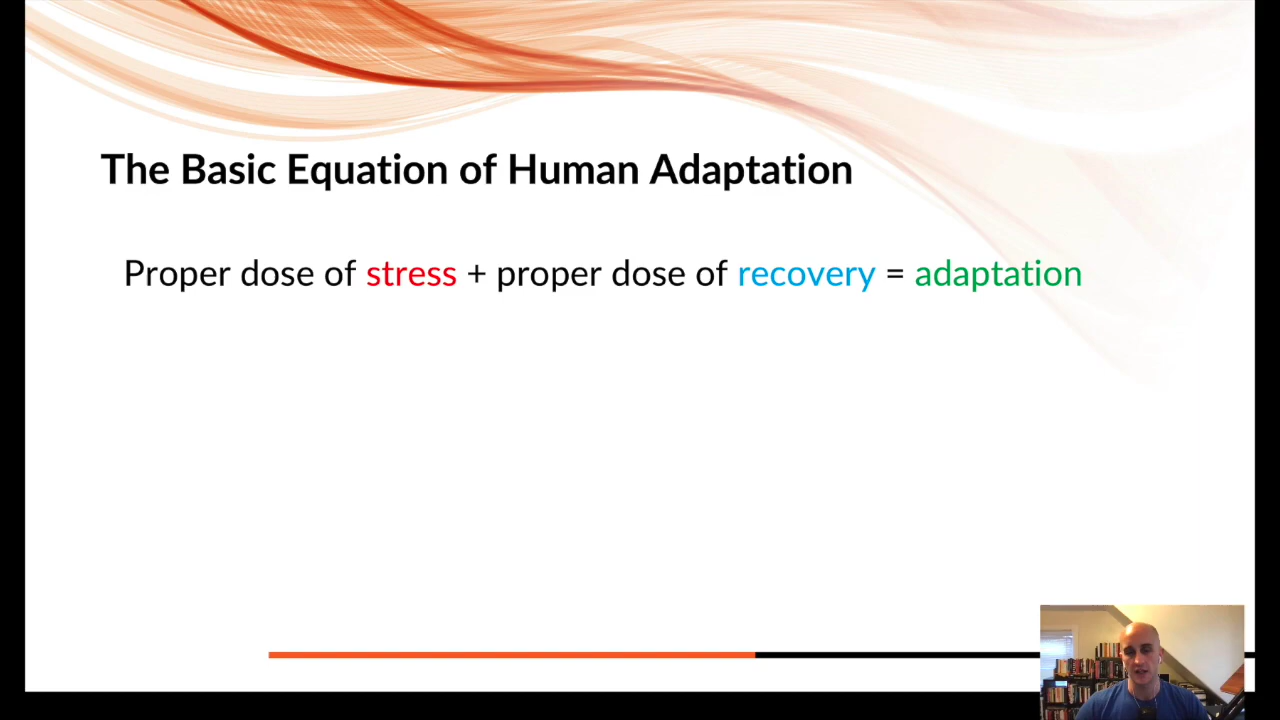 The Basic Equation of Human Adaptation
Proper dose of stress + proper dose of recovery = adaptation